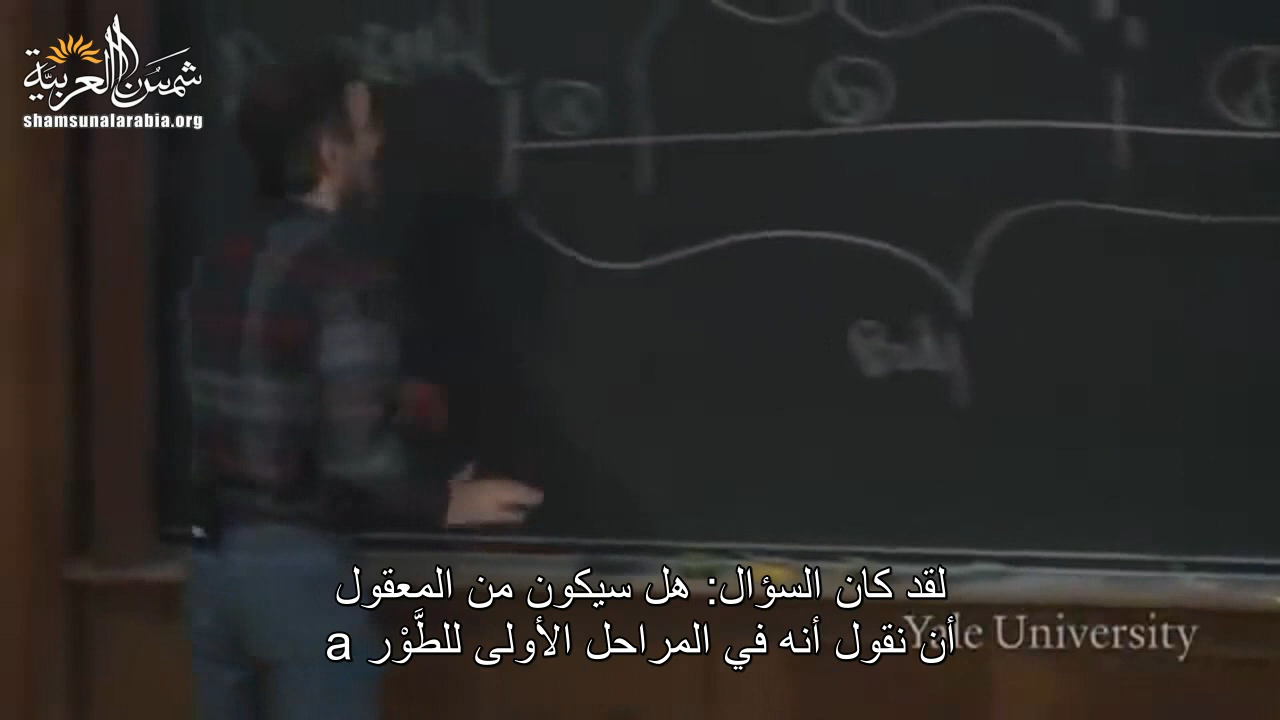 شمس العربية
shamsunalarabia.org
لقد كان السؤال: هل سيكون من المعقول
أن نقول أنه في المراحل الأولى للطَّوْر a
Yale University